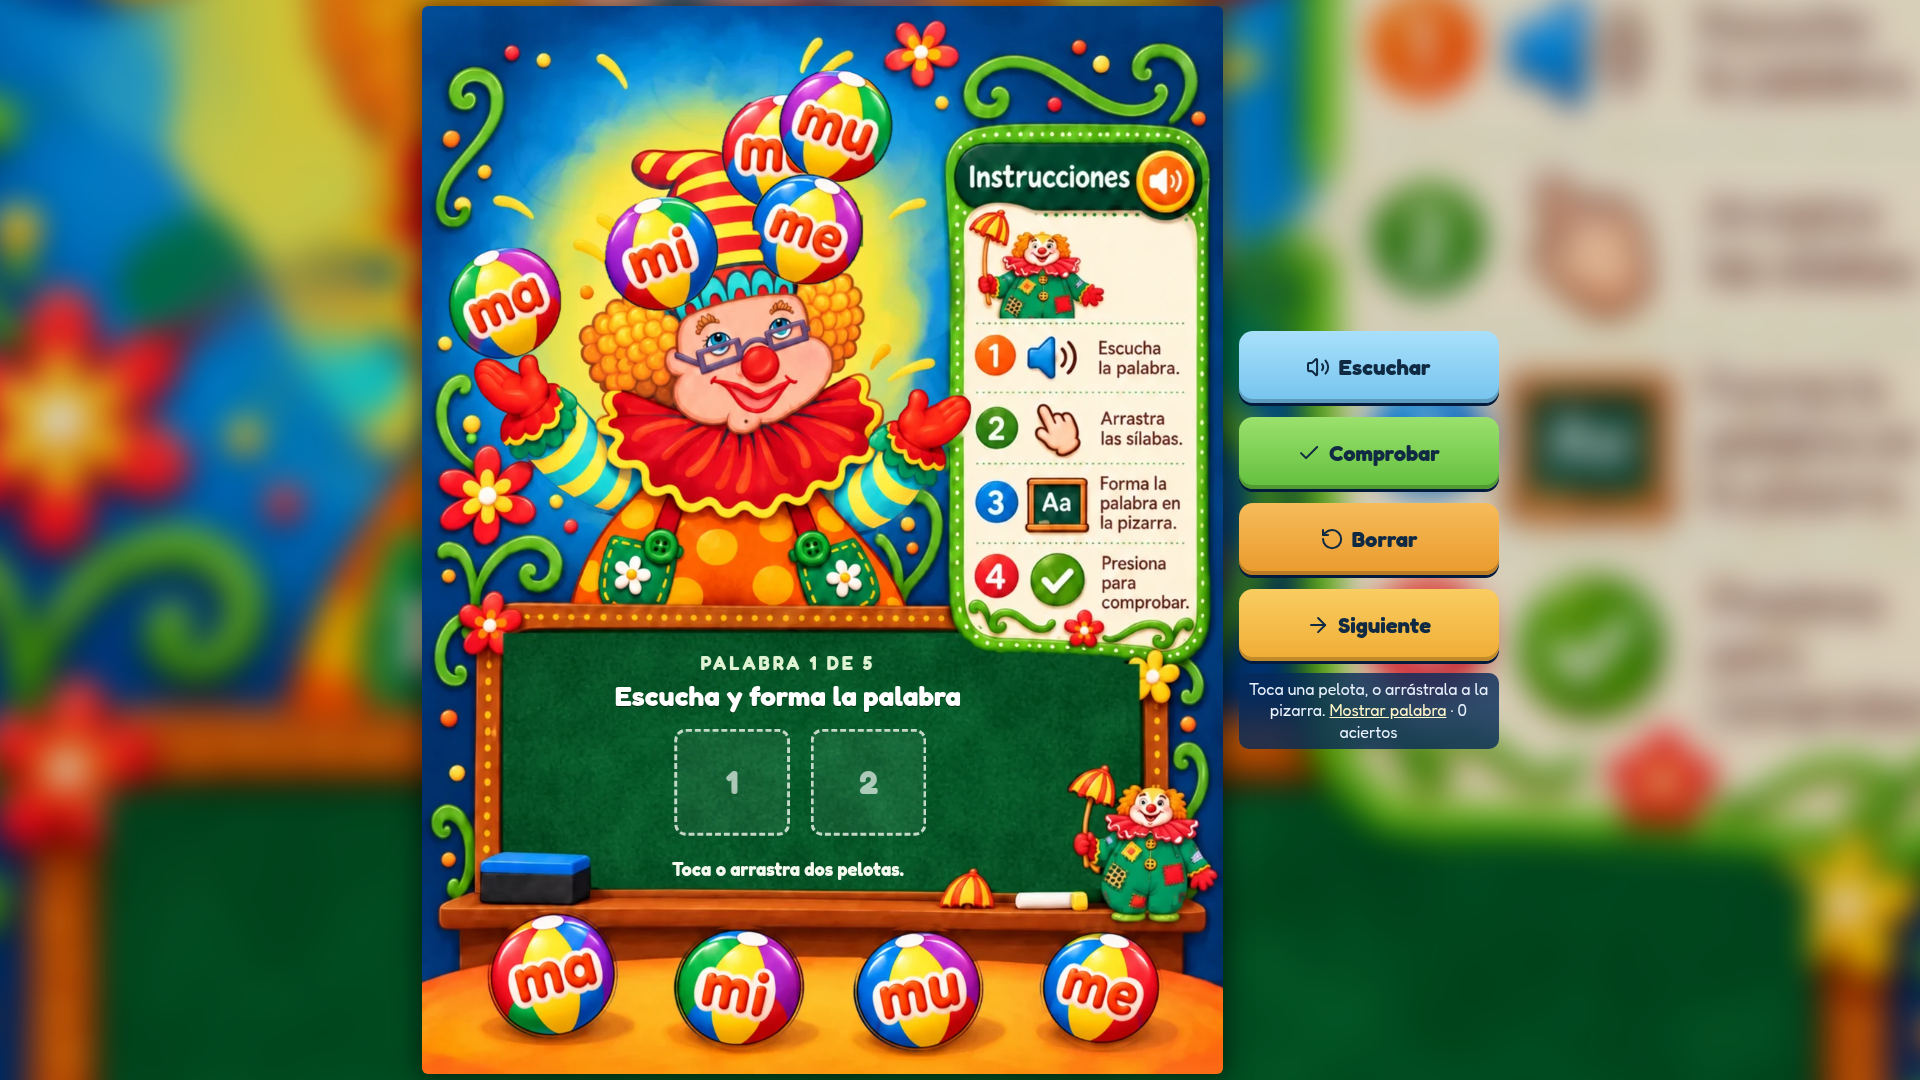 mu
mi
me
ma
Instrucciones
1 Escucha
la palabra.
2 Arrastra
las sílabas.
3 Aa Forma la
palabra en
la pizarra.
4 Presiona
para
comprobar.
PALABRA 1 DE 5
Escucha y forma la palabra
1 2
Toca o arrastra dos pelotas.
ma mi mu me
Escuchar
Comprobar
Borrar
Siguiente
Toca una pelota, o arrástrala a la
pizarra. Mostrar palabra · 0
aciertos